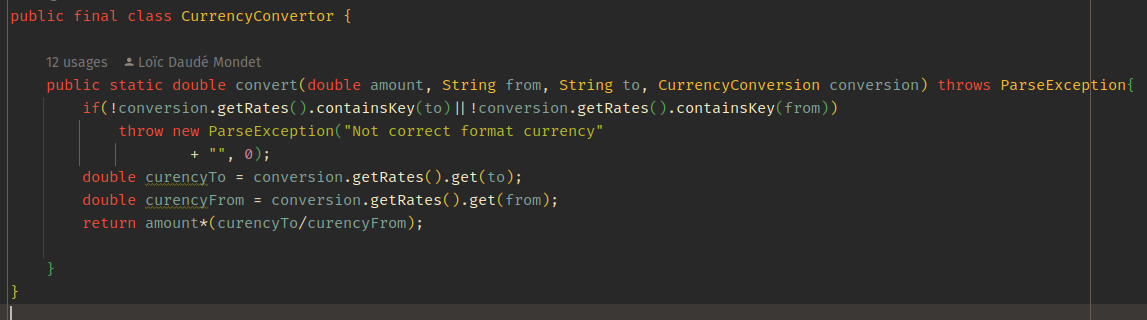 public final class CurrencyConvertor {
12 usages Loïc Daudé Mondet
public static double convert(double amount, String from, String to, CurrencyConversion conversion) throws ParseException{
if(!conversion.getRates().containsKey(to)||!conversion.getRates().containsKey(from))
throw new ParseException("Not correct format currency"
+ "", 0);
double curencyTo = conversion.getRates().get(to);
double curencyFrom = conversion.getRates().get(from);
return amount*(curencyTo/curencyFrom);
}
}